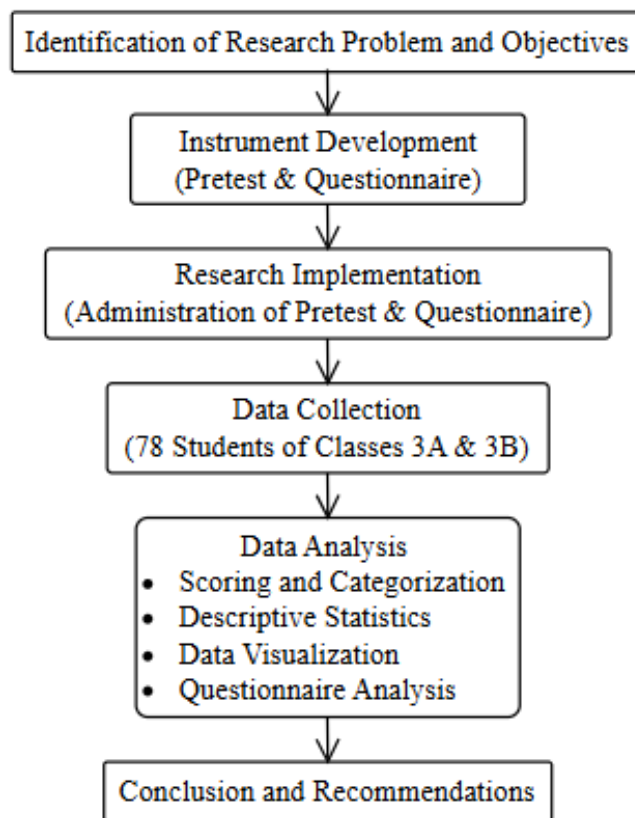 Identification of Research Problem and Objectives
Instrument Development
(Pretest & Questionnaire)
Research Implementation
(Administration of Pretest & Questionnaire)
Data Collection
(78 Students of Classes 3A & 3B)
Data Analysis
• Scoring and Categorization
• Descriptive Statistics
• Data Visualization
• Questionnaire Analysis
Conclusion and Recommendations